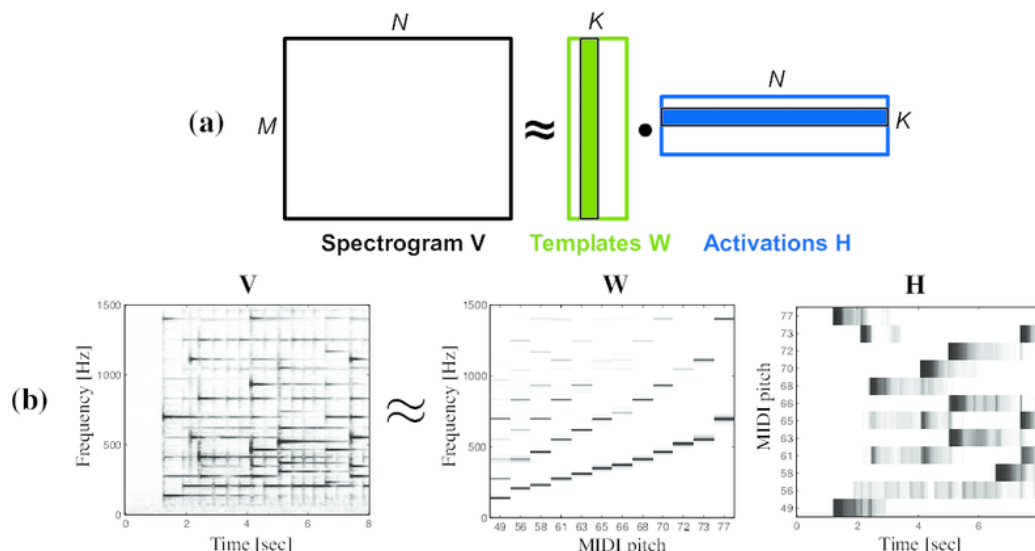 N
K
N
(a)
M
≈
•
K
Spectrogram V
Templates W
Activations H
V
W
H
(b)
Frequency [Hz]
1500
1000
500
0
0 2 4 6 8
Time [sec]
≈
Frequency [Hz]
1500
1000
500
0
49 56 58 61 63 65 66 68 70 72 73 77
MIDI pitch
MIDI pitch
77
73
72
70
68
66
65
63
61
58
56
49
0 2 4 6
Time [sec]